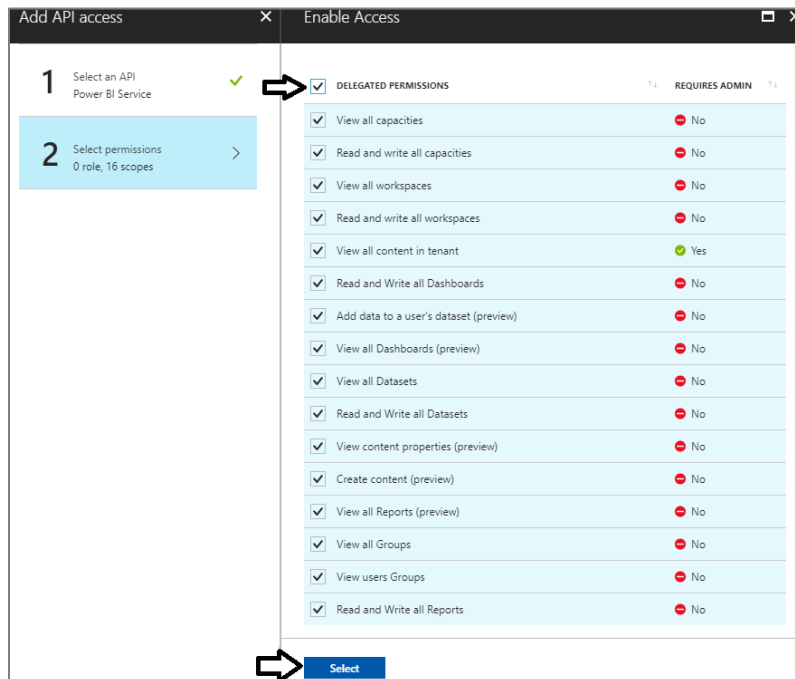 Add API access
Enable Access
1
Select an API
Power BI Service
2
Select permissions
0 role, 16 scopes
DELEGATED PERMISSIONS REQUIRES ADMIN
View all capacities No
Read and write all capacities No
View all workspaces No
Read and write all workspaces No
View all content in tenant Yes
Read and Write all Dashboards No
Add data to a user's dataset (preview) No
View all Dashboards (preview) No
View all Datasets No
Read and Write all Datasets No
View content properties (preview) No
Create content (preview) No
View all Reports (preview) No
View all Groups No
View users Groups No
Read and Write all Reports No
Select